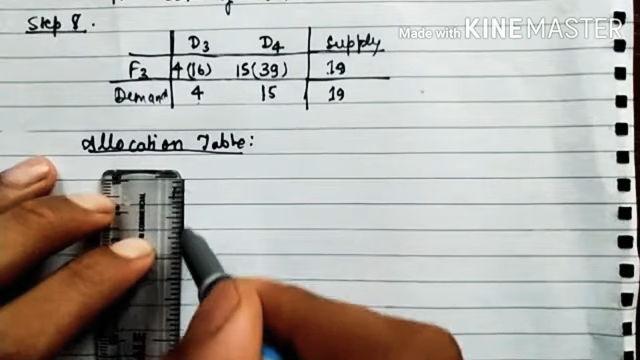 Made with KINEMASTER
Step 8.
D3 D4 Supply
F3 4(16) 15(39) 19
Demand 4 15 19
Allocation Table: